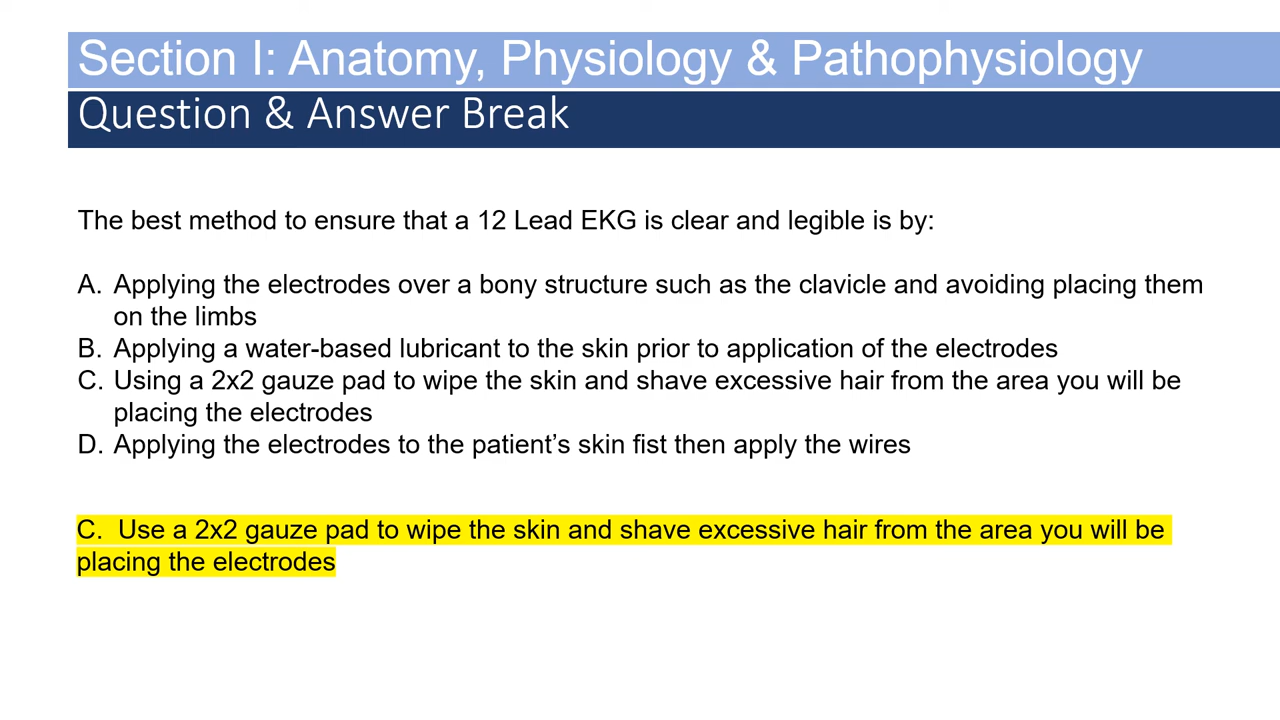 Section I: Anatomy, Physiology & Pathophysiology
Question & Answer Break
The best method to ensure that a 12 Lead EKG is clear and legible is by:
A. Applying the electrodes over a bony structure such as the clavicle and avoiding placing them
on the limbs
B. Applying a water-based lubricant to the skin prior to application of the electrodes
C. Using a 2x2 gauze pad to wipe the skin and shave excessive hair from the area you will be
placing the electrodes
D. Applying the electrodes to the patient’s skin fist then apply the wires
C. Use a 2x2 gauze pad to wipe the skin and shave excessive hair from the area you will be
placing the electrodes